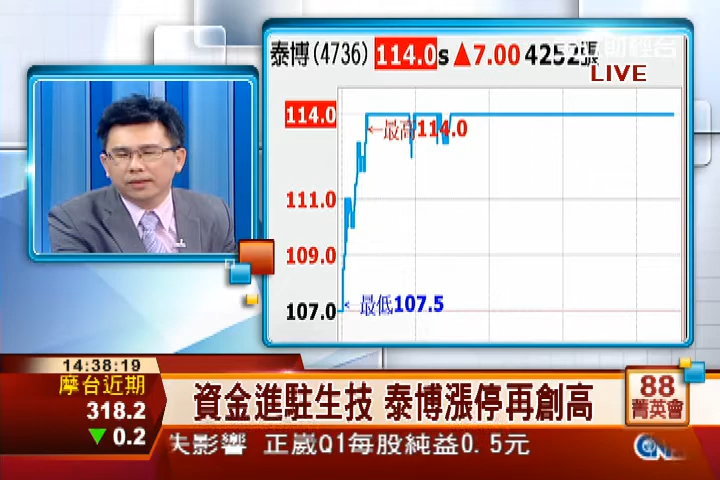 泰博(4736) 114.0s ▲7.00 4252張
LIVE
114.0
←最高114.0
111.0
109.0
107.0
←最低107.5
14:38:19
摩台近期
318.2
▼0.2
資金進駐生技 泰博漲停再創高
88
菁英會
失影響 正崴Q1每股純益0.5元